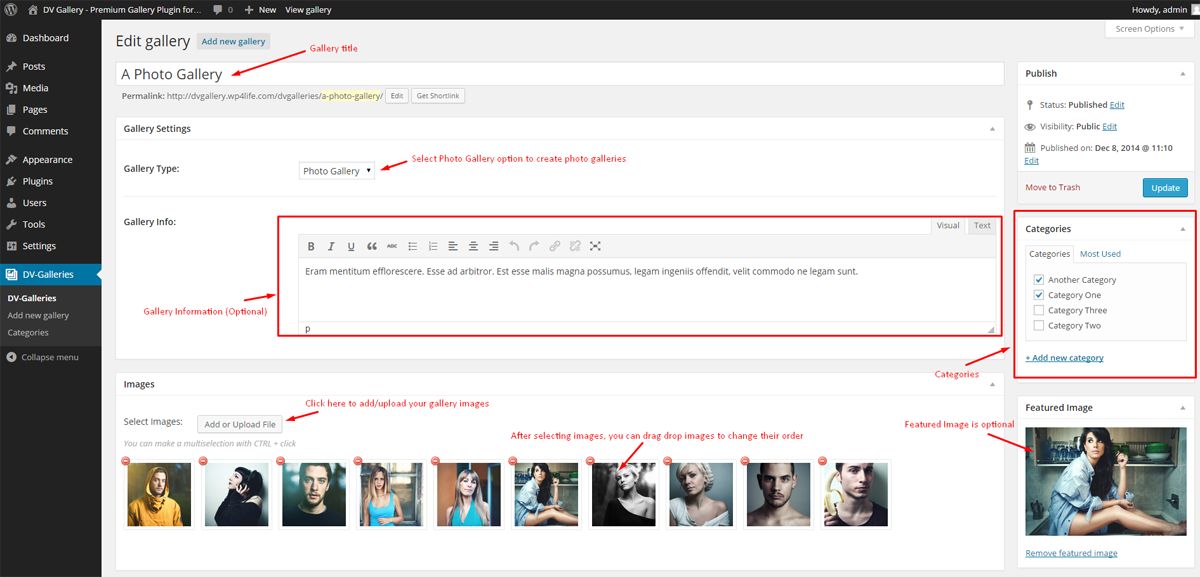 DV Gallery - Premium Gallery Plugin for... 0 New View gallery Howdy, admin
Screen Options
Dashboard
Posts
Media
Pages
Comments
Appearance
Plugins
Users
Tools
Settings
DV-Galleries
DV-Galleries
Add new gallery
Categories
Collapse menu
Edit gallery Add new gallery
Gallery title
A Photo Gallery
Permalink: http://dvgallery.wp4life.com/dvgalleries/a-photo-gallery/ Edit Get Shortlink
Gallery Settings
Gallery Type: Photo Gallery
Select Photo Gallery option to create photo galleries
Gallery Info:
Visual Text
B I U ABC
Eram mentitum efflorescere. Esse ad arbitror. Est esse malis magna possumus, legam ingeniis offendit, velit commodo ne legam sunt.
Gallery Information (Optional)
p
Images
Click here to add/upload your gallery images
Select Images: Add or Upload File
You can make a multiselection with CTRL + click
After selecting images, you can drag drop images to change their order
Publish
Status: Published Edit
Visibility: Public Edit
Published on: Dec 8, 2014 @ 11:10
Edit
Move to Trash Update
Categories
Categories Most Used
Another Category
Category One
Category Three
Category Two
+ Add new category
Categories
Featured Image
Featured Image is optional
Remove featured image